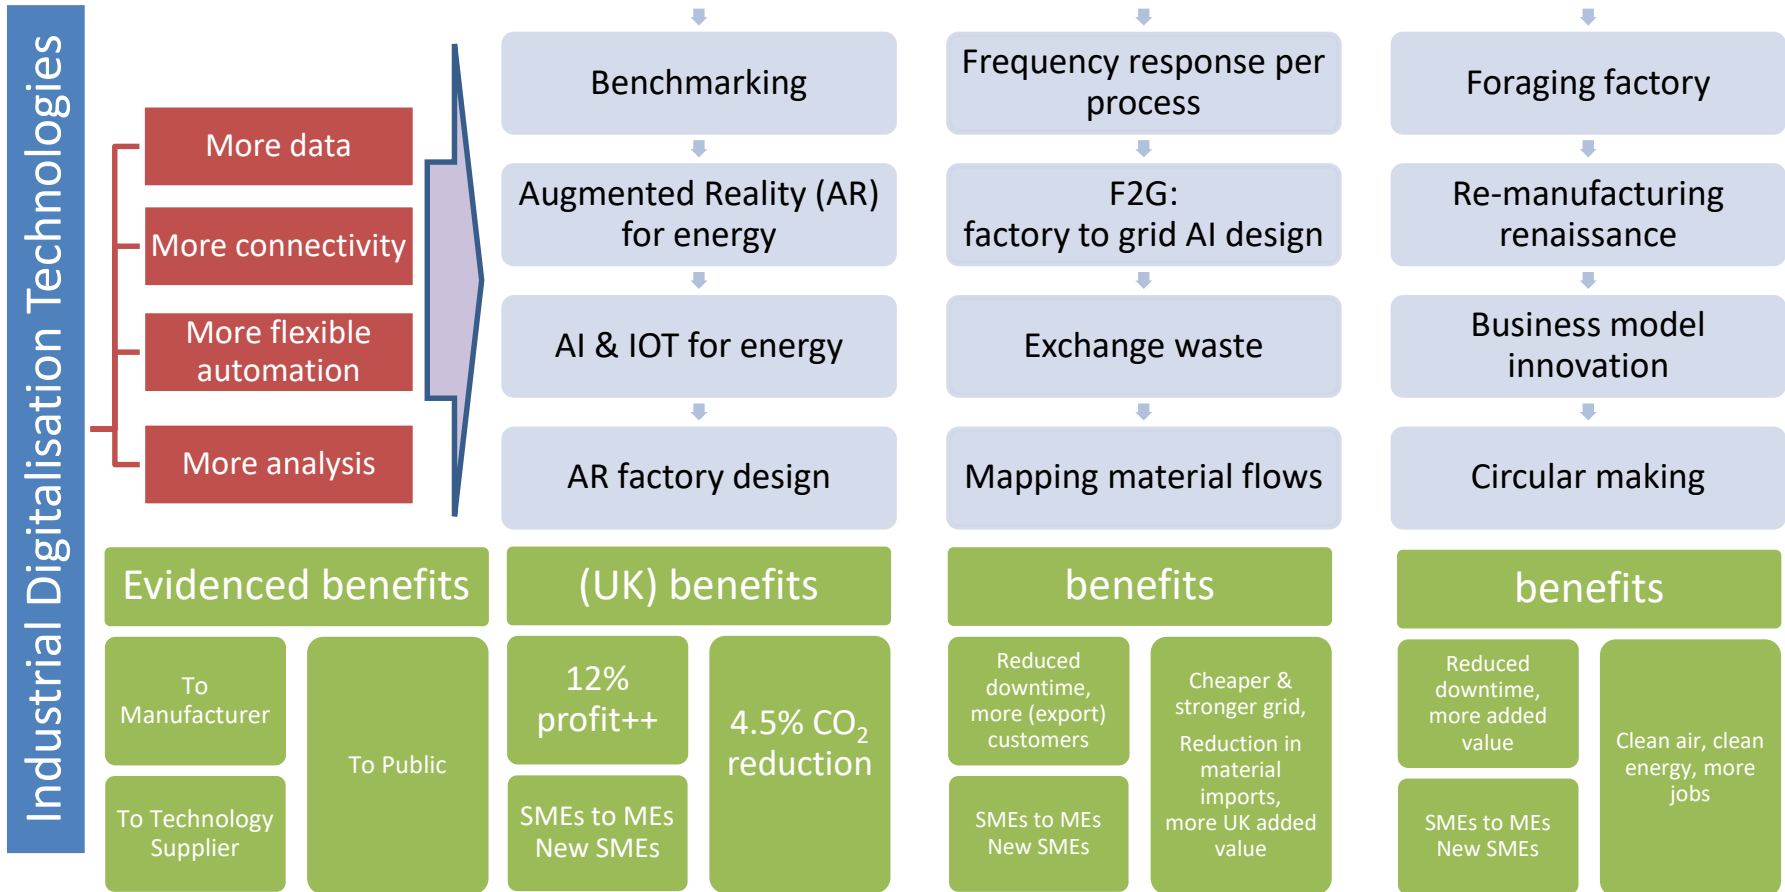 Industrial Digitalisation Technologies
More data
More connectivity
More flexible
automation
More analysis
Benchmarking
Augmented Reality (AR)
for energy
AI & IOT for energy
AR factory design
Frequency response per
process
F2G:
factory to grid AI design
Exchange waste
Mapping material flows
Foraging factory
Re-manufacturing
renaissance
Business model
innovation
Circular making
Evidenced benefits
To
Manufacturer
To Technology
Supplier
To Public
(UK) benefits
12%
profit++
SMEs to MEs
New SMEs
4.5% CO₂
reduction
benefits
Reduced
downtime,
more (export)
customers
SMEs to MEs
New SMEs
Cheaper &
stronger grid,
Reduction in
material
imports,
more UK added
value
benefits
Reduced
downtime,
more added
value
SMEs to MEs
New SMEs
Clean air, clean
energy, more
jobs